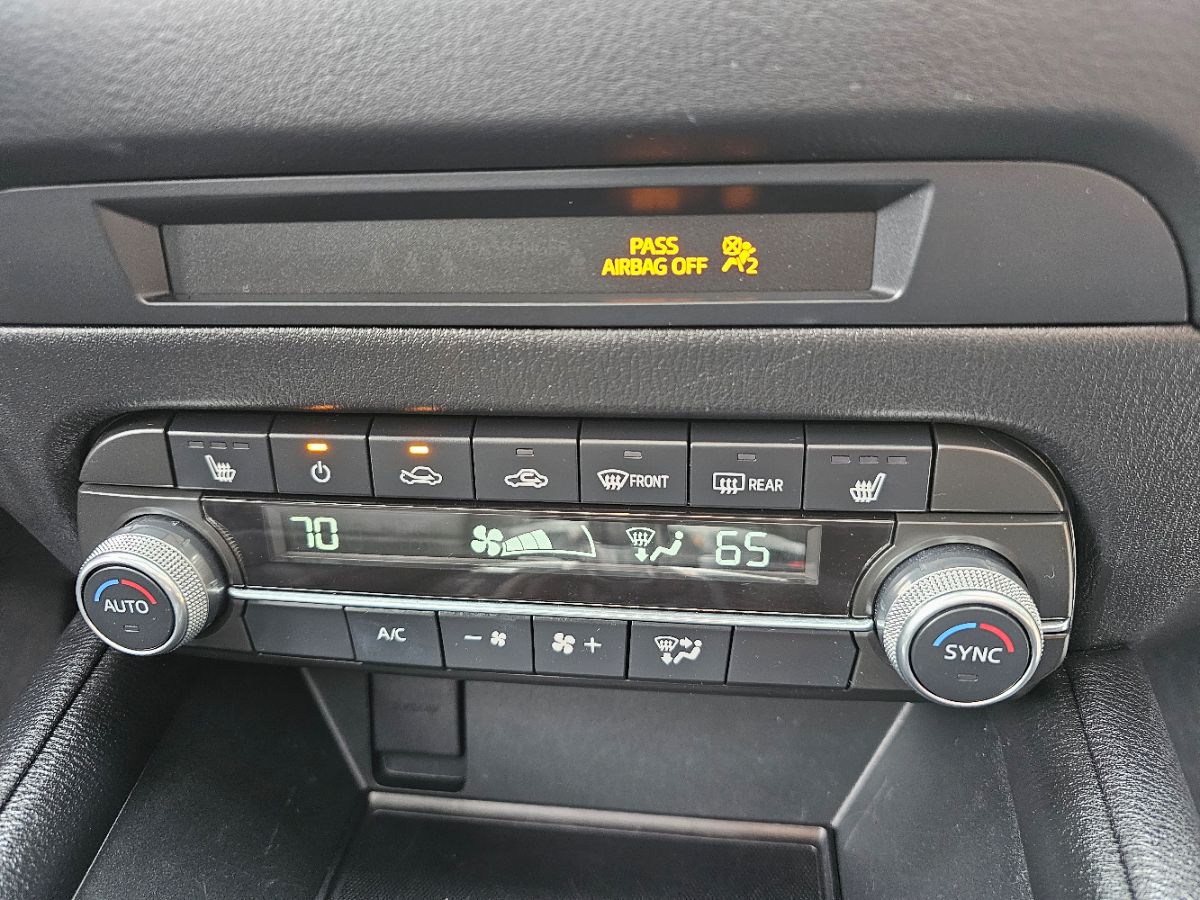 PASS
AIRBAG OFF
2
FRONT
REAR
70
65
AUTO
A/C
- +
SYNC